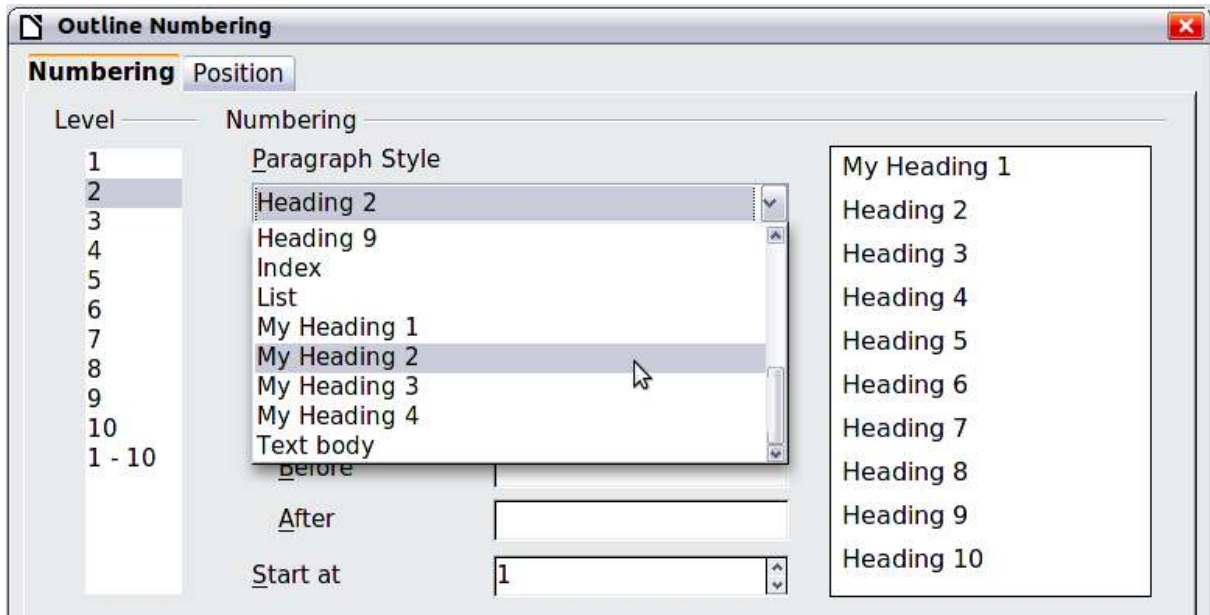 Outline Numbering
Numbering Position
Level
Numbering
1
2
3
4
5
6
7
8
9
10
1 - 10
Paragraph Style
Heading 2
Heading 9
Index
List
My Heading 1
My Heading 2
My Heading 3
My Heading 4
Text body
Before
After
Start at 1
My Heading 1
Heading 2
Heading 3
Heading 4
Heading 5
Heading 6
Heading 7
Heading 8
Heading 9
Heading 10